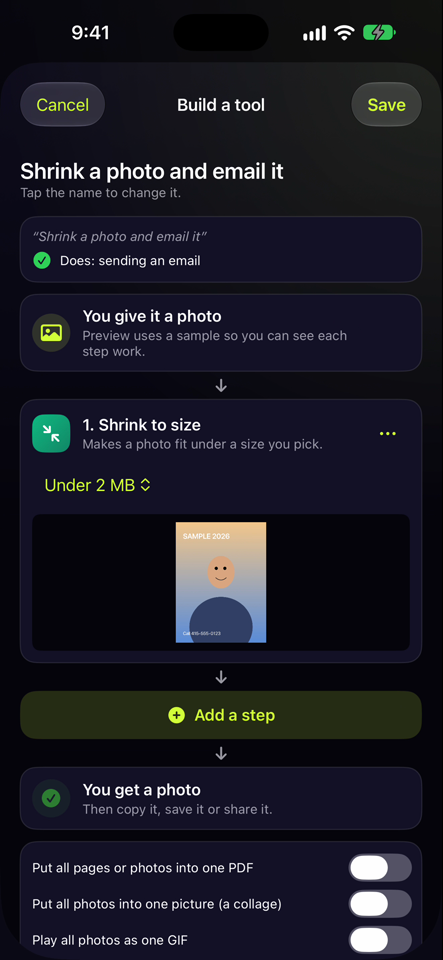 9:41
Cancel
Build a tool
Save
Shrink a photo and email it
Tap the name to change it.
“Shrink a photo and email it”
Does: sending an email
You give it a photo
Preview uses a sample so you can see each
step work.
1. Shrink to size
Makes a photo fit under a size you pick.
Under 2 MB
SAMPLE 2026
Call 415-555-0123
Add a step
You get a photo
Then copy it, save it or share it.
Put all pages or photos into one PDF
Put all photos into one picture (a collage)
Play all photos as one GIF